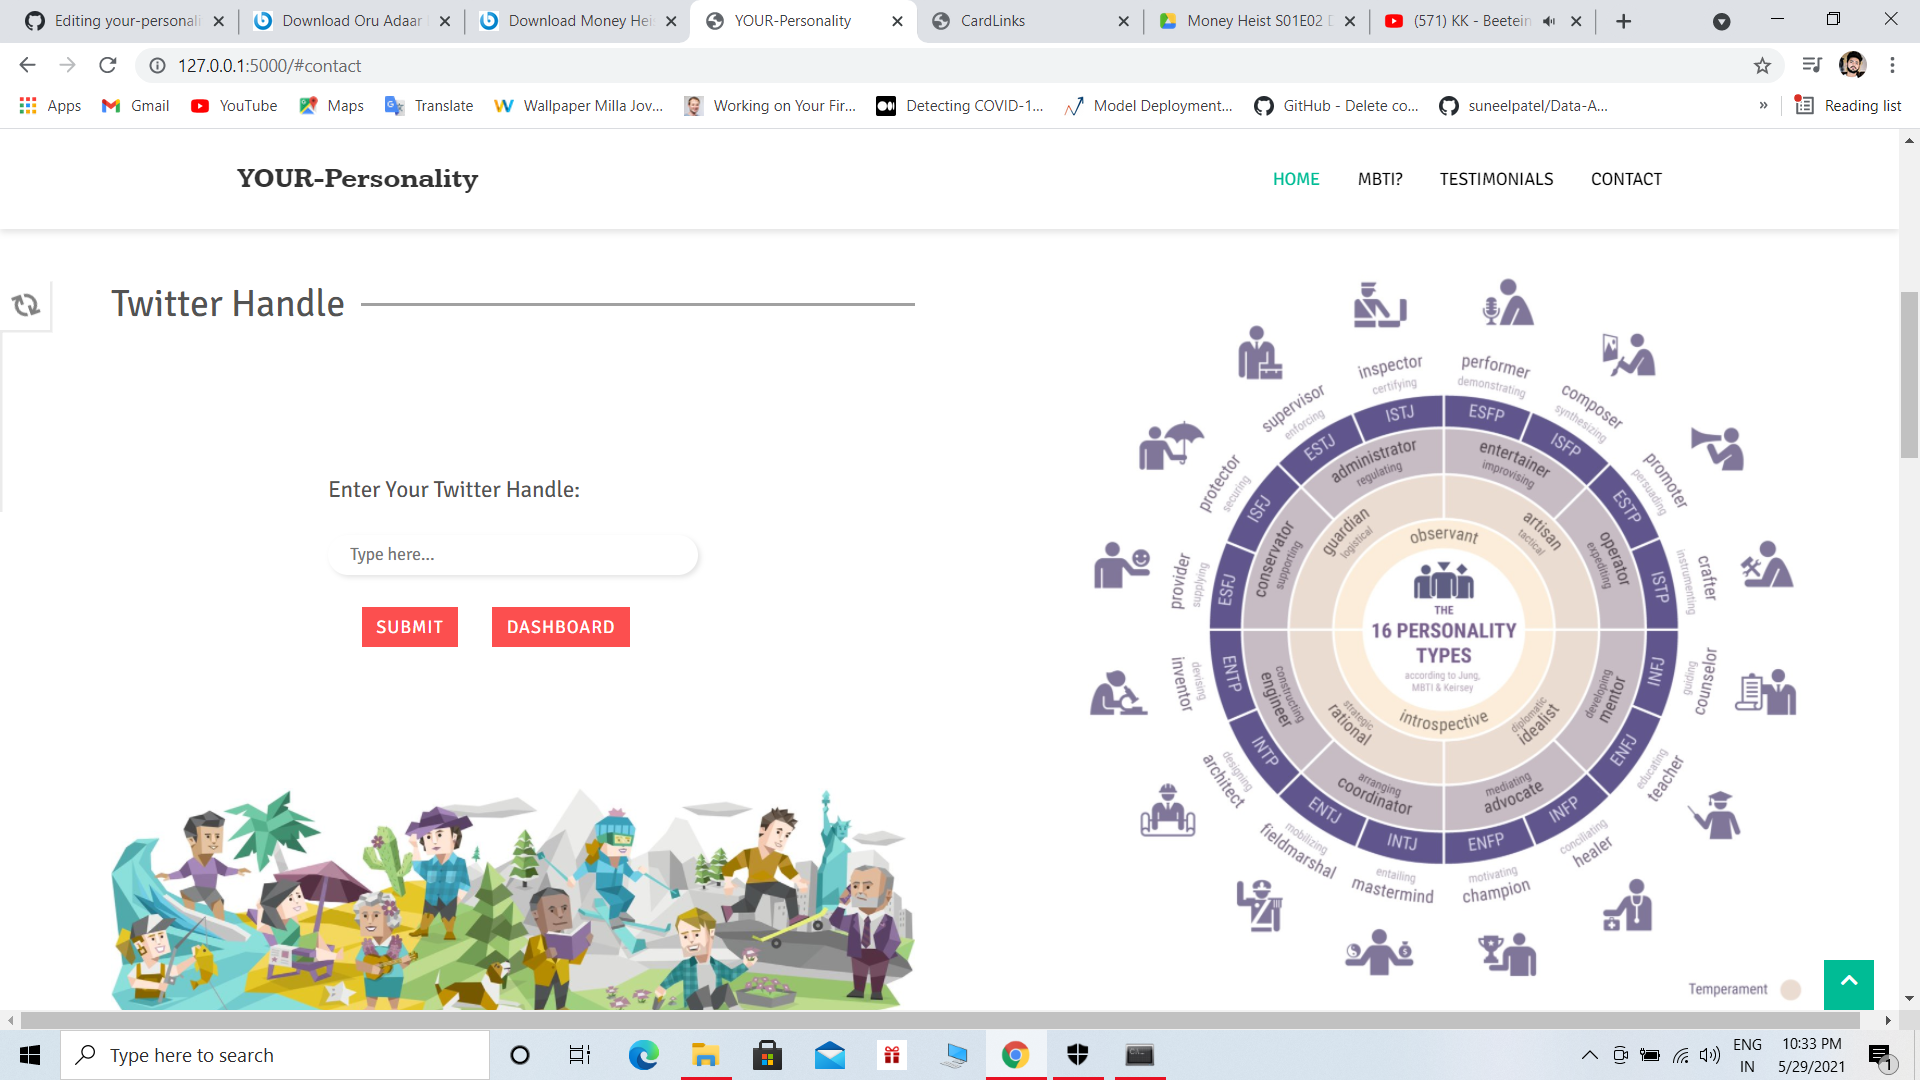 Editing your-personali
Download Oru Adaar
Download Money Hei
YOUR-Personality
CardLinks
Money Heist S01E02 D
(571) KK - Beetein
127.0.0.1:5000/#contact
Apps
Gmail
YouTube
Maps
Translate
Wallpaper Milla Jov...
Working on Your Fir...
Detecting COVID-1...
Model Deployment...
GitHub - Delete co...
suneelpatel/Data-A...
»
Reading list
YOUR-Personality
HOME
MBTI?
TESTIMONIALS
CONTACT
Twitter Handle
Enter Your Twitter Handle:
Type here...
SUBMIT
DASHBOARD
inspector
certifying
performer
demonstrating
composer
synthesizing
promoter
persuading
crafter
instrumenting
counselor
guiding
teacher
educating
healer
conciliating
champion
motivating
mastermind
entailing
fieldmarshal
mobilizing
architect
designing
inventor
devising
provider
supplying
protector
securing
supervisor
enforcing
ISTJ
ESFP
ISFP
ESTP
ISTP
INFJ
ENFJ
INFP
ENFP
INTJ
ENTJ
INTP
ENTP
ESFJ
ISFJ
ESTJ
administrator
regulating
entertainer
improvising
operator
expediting
mentor
developing
advocate
mediating
coordinator
arranging
engineer
constructing
conservator
supporting
guardian
logistical
artisan
tactical
idealist
diplomatic
rational
strategic
observant
introspective
THE
16 PERSONALITY
TYPES
according to Jung,
MBTI & Keirsey
Temperament
Type here to search
ENG
IN
10:33 PM
5/29/2021
1